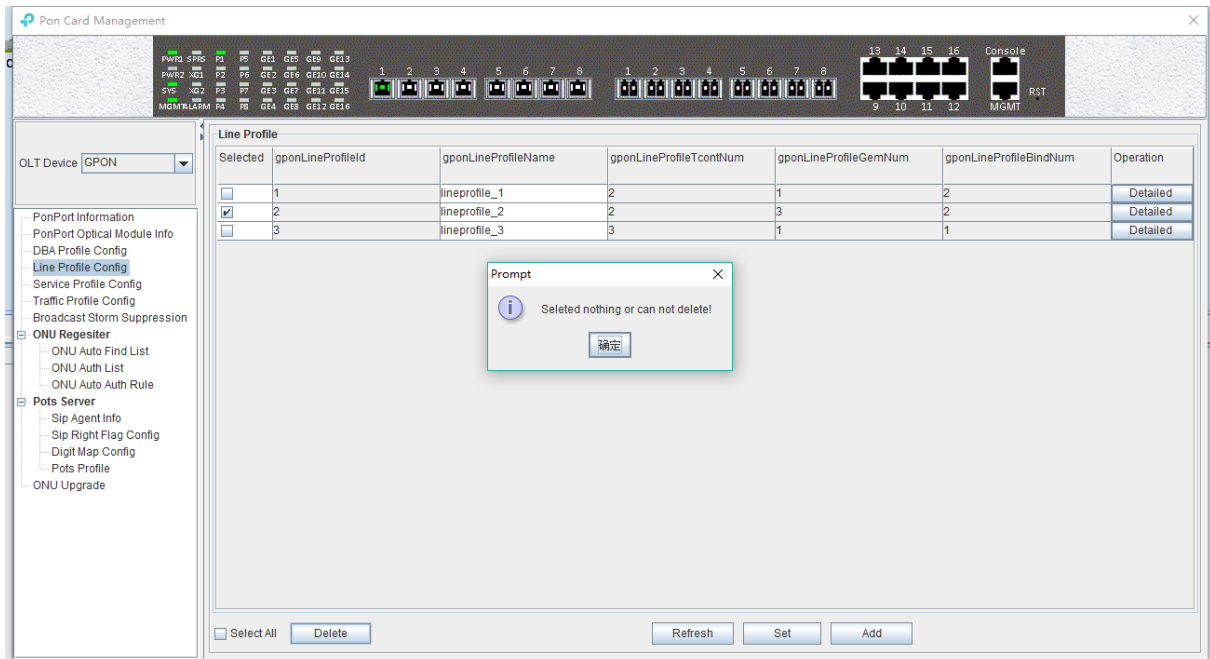 Pon Card Management
PWR1 SPRS P1 P5 GE1 GE5 GE9 GE13
PWR2 XG1 P2 P6 GE2 GE6 GE10 GE14
SYS XG2 P3 P7 GE3 GE7 GE11 GE15
MGMT ALARM P4 P8 GE4 GE8 GE12 GE16
1 2 3 4 5 6 7 8
1 2 3 4 5 6 7 8
13 14 15 16 Console
9 10 11 12 MGMT
RST
OLT Device GPON
PonPort Information
PonPort Optical Module Info
DBA Profile Config
Line Profile Config
Service Profile Config
Traffic Profile Config
Broadcast Storm Suppression
ONU Regesiter
ONU Auto Find List
ONU Auth List
ONU Auto Auth Rule
Pots Server
Sip Agent Info
Sip Right Flag Config
Digit Map Config
Pots Profile
ONU Upgrade
Line Profile
Selected gponLineProfileId gponLineProfileName gponLineProfileTcontNum gponLineProfileGemNum gponLineProfileBindNum Operation
1 lineprofile_1 2 1 2 Detailed
2 lineprofile_2 2 3 2 Detailed
3 lineprofile_3 3 1 1 Detailed
Prompt
Seleted nothing or can not delete!
确定
Select All Delete Refresh Set Add